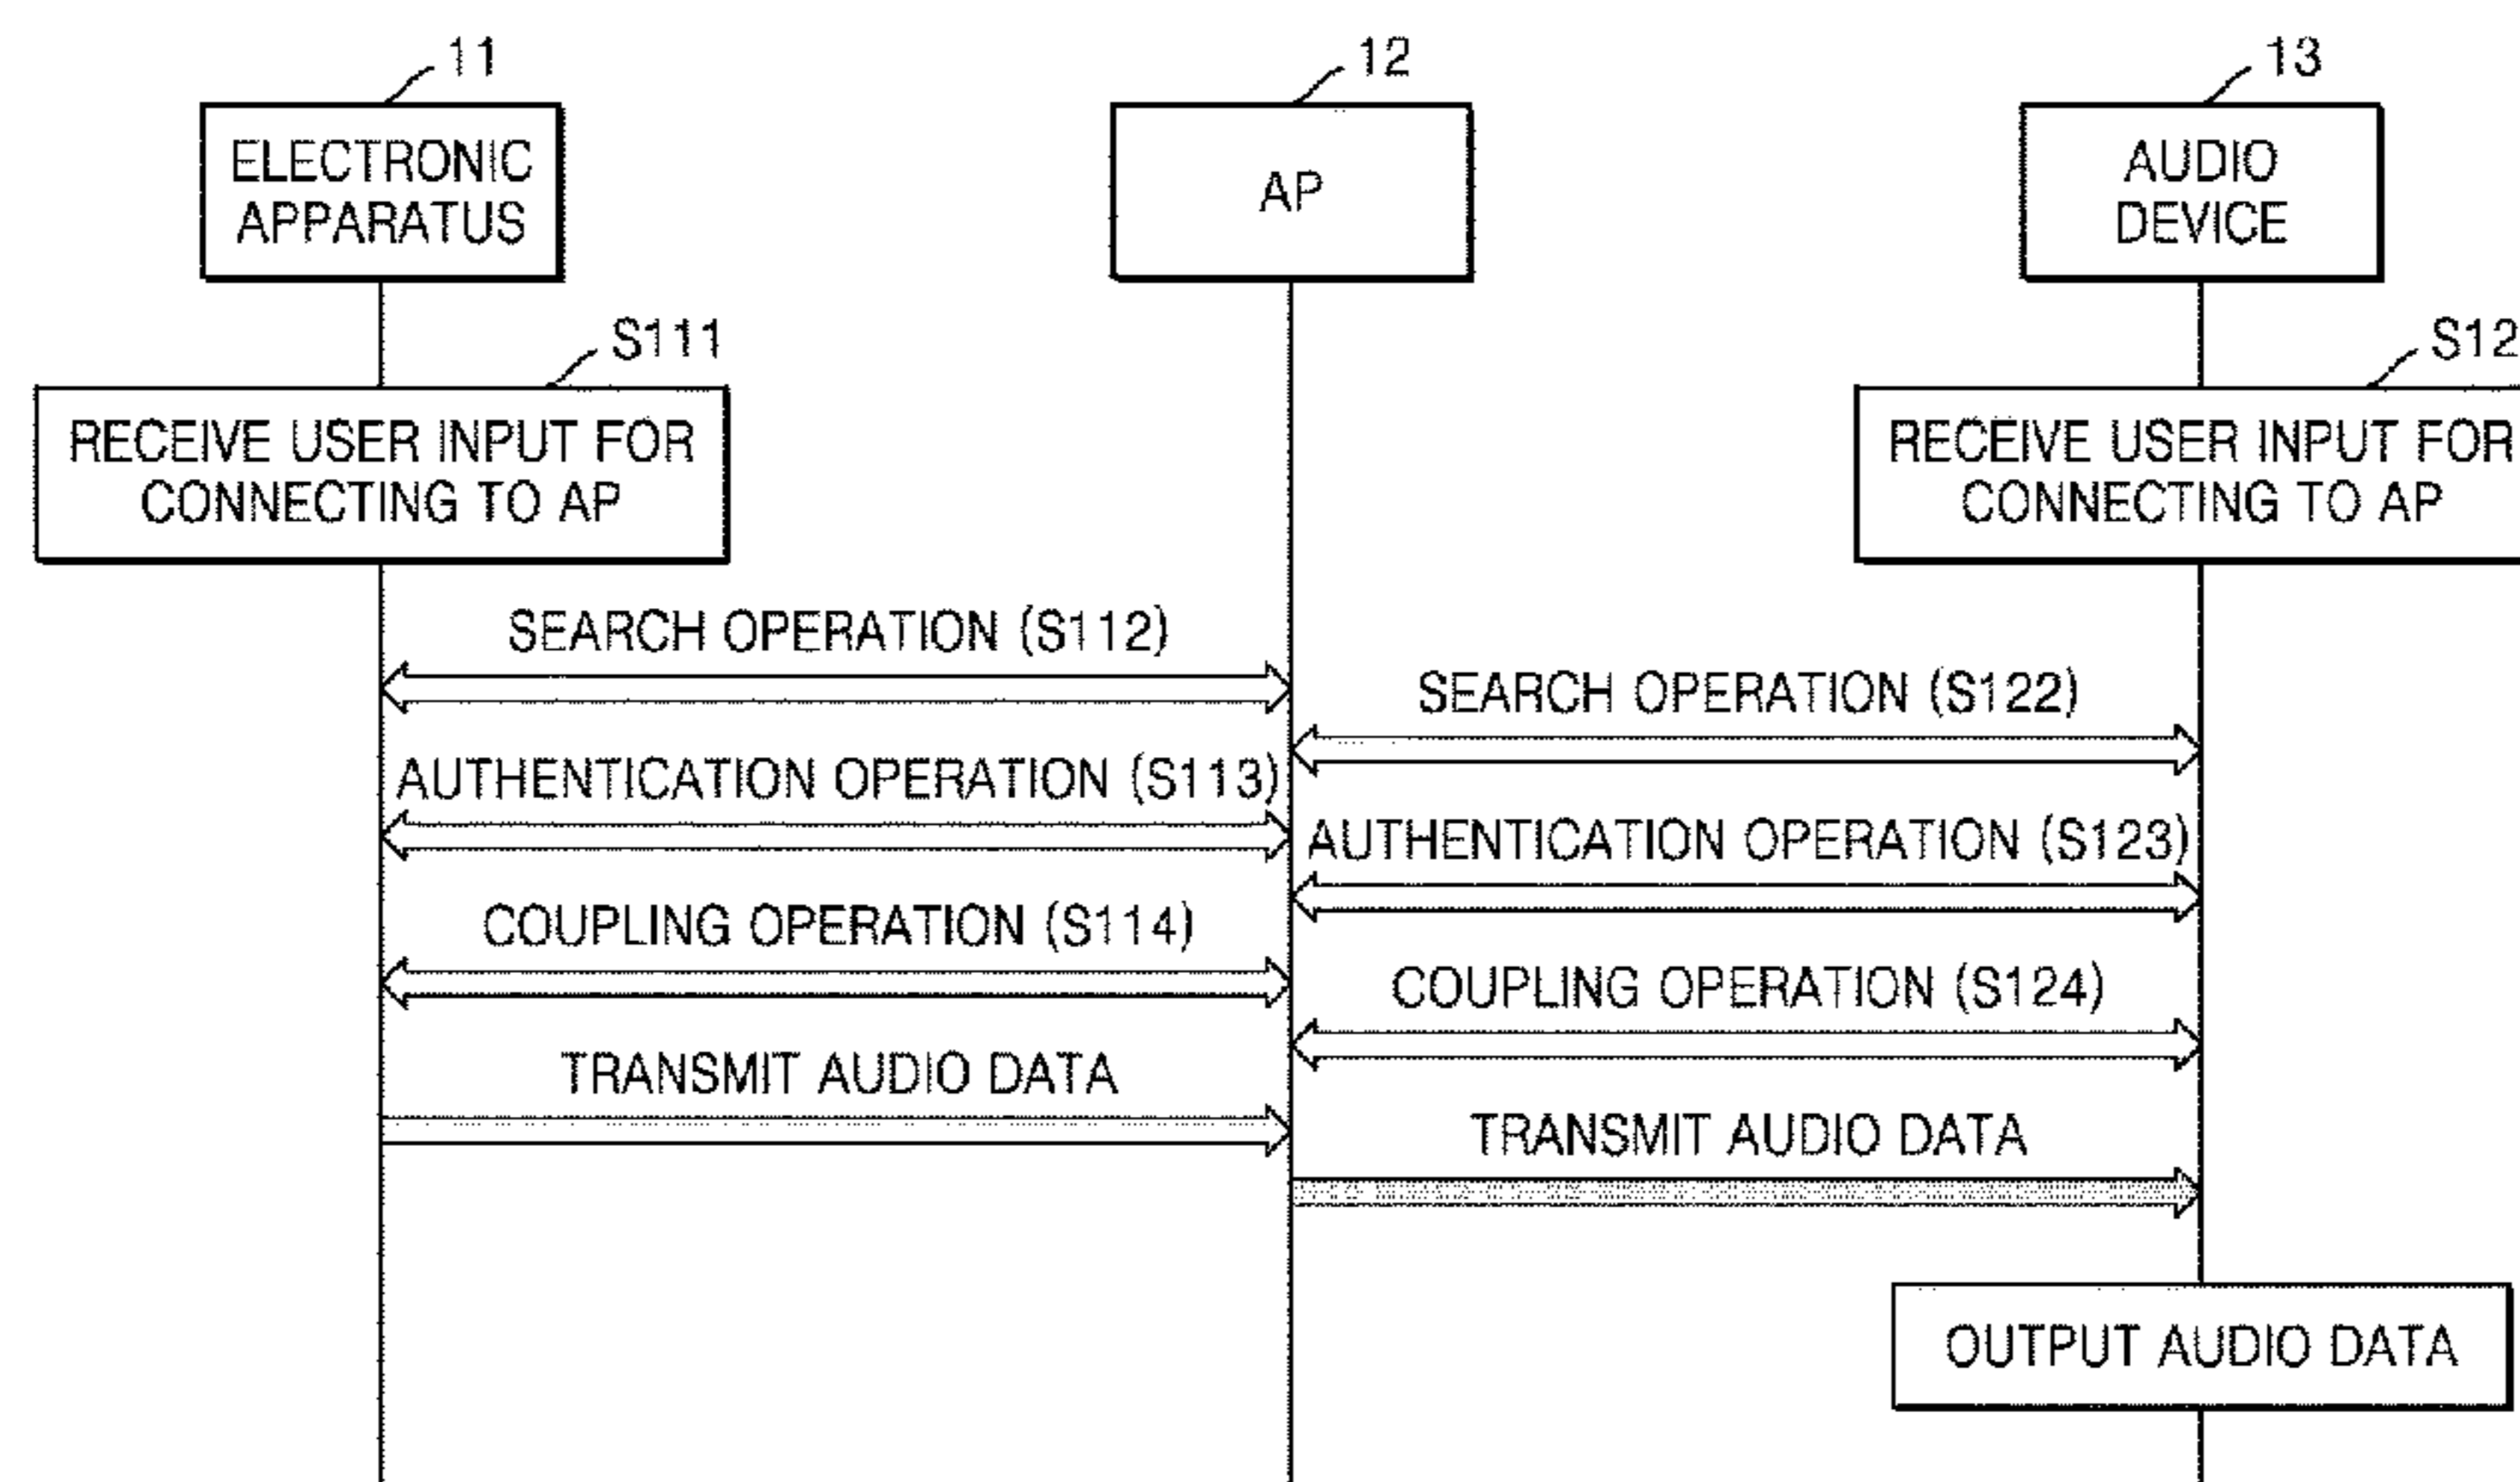 11
12
13
ELECTRONIC
APPARATUS
AP
AUDIO
DEVICE
S111
S12
RECEIVE USER INPUT FOR
CONNECTING TO AP
RECEIVE USER INPUT FOR
CONNECTING TO AP
SEARCH OPERATION (S112)
SEARCH OPERATION (S122)
AUTHENTICATION OPERATION (S113)
AUTHENTICATION OPERATION (S123)
COUPLING OPERATION (S114)
COUPLING OPERATION (S124)
TRANSMIT AUDIO DATA
TRANSMIT AUDIO DATA
OUTPUT AUDIO DATA